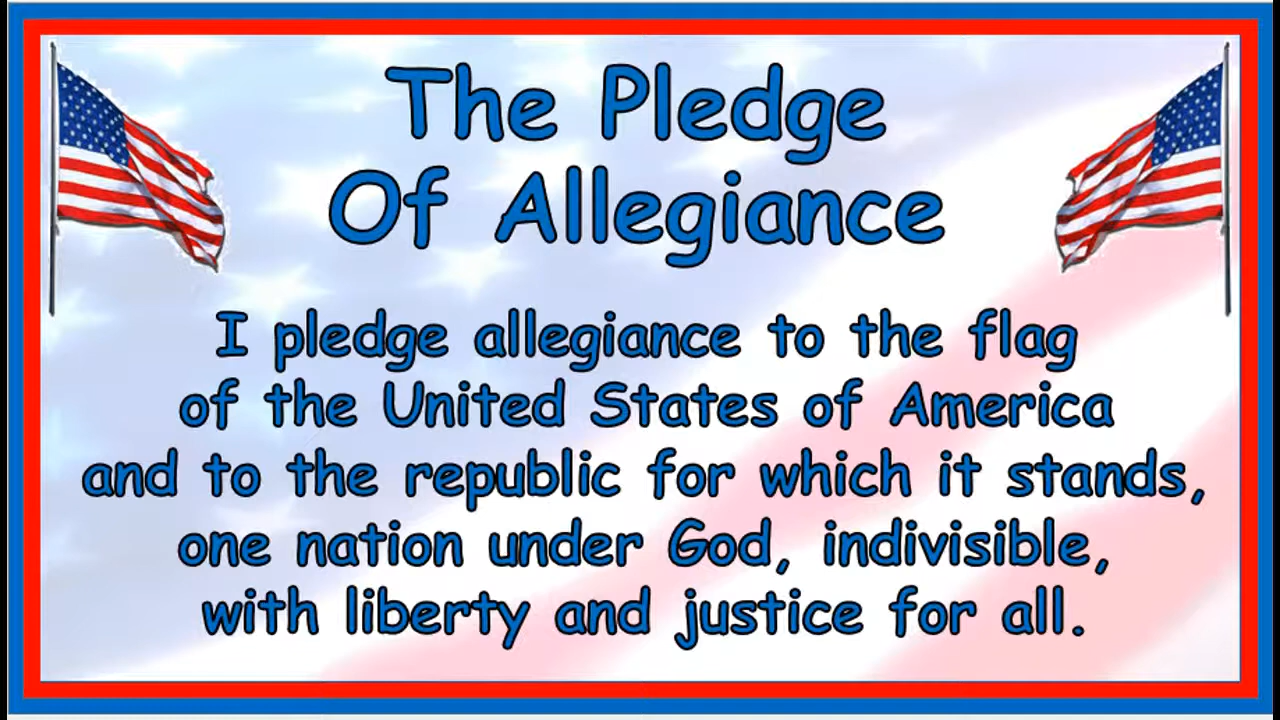 The Pledge
Of Allegiance
I pledge allegiance to the flag
of the United States of America
and to the republic for which it stands,
one nation under God, indivisible,
with liberty and justice for all.